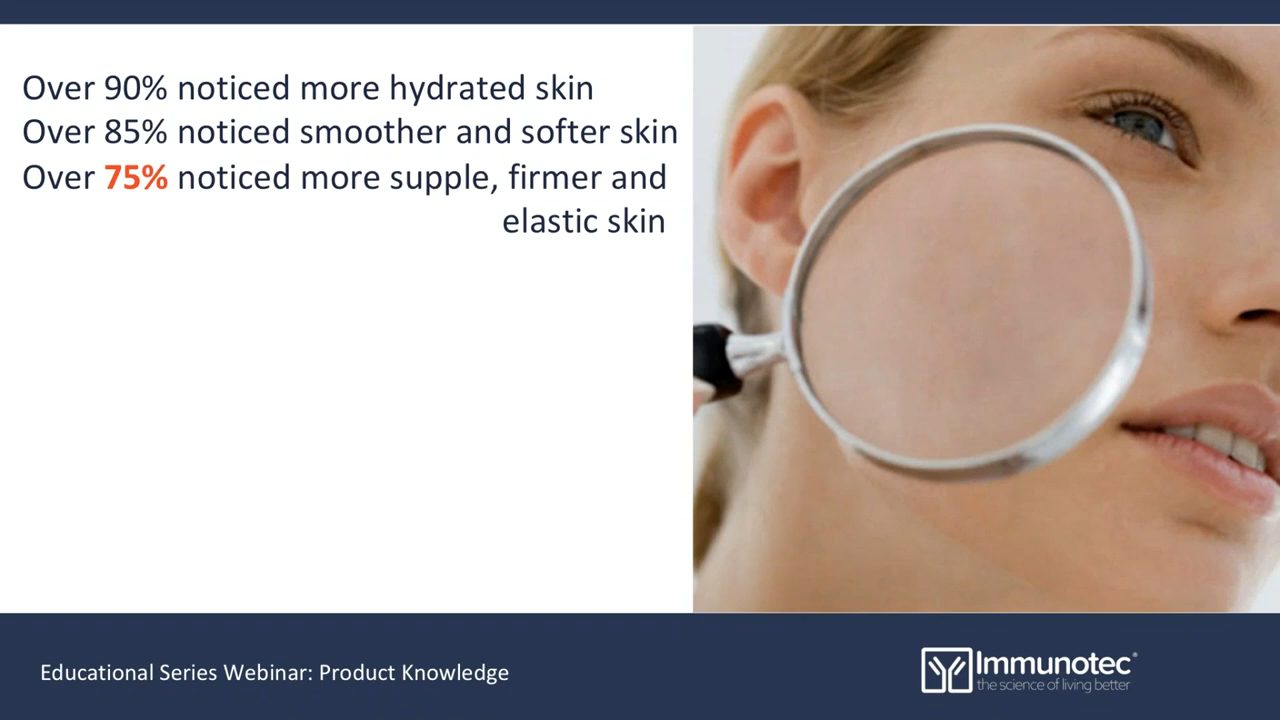 Over 90% noticed more hydrated skin
Over 85% noticed smoother and softer skin
Over 75% noticed more supple, firmer and
elastic skin
Educational Series Webinar: Product Knowledge
Immunotec®
the science of living better